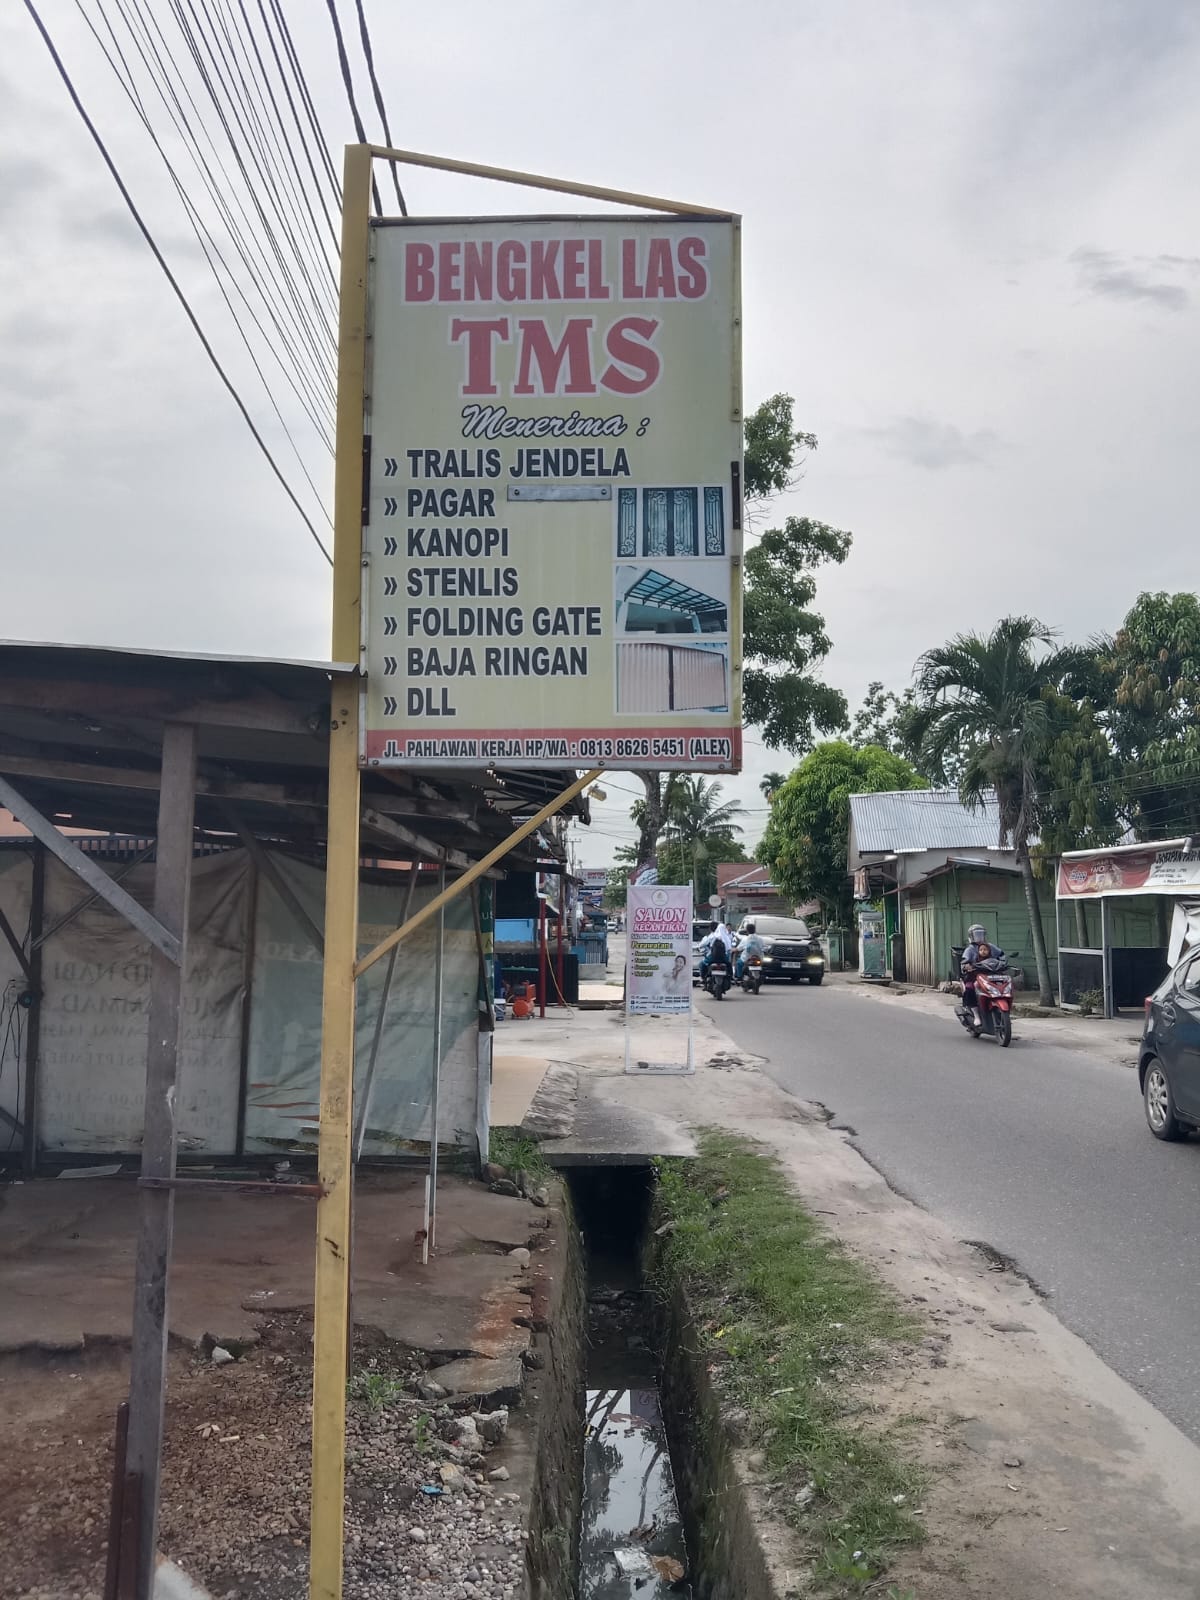 BENGKEL LAS
TMS
Menerima :
» TRALIS JENDELA
» PAGAR
» KANOPI
» STENLIS
» FOLDING GATE
» BAJA RINGAN
» DLL
JL. PAHLAWAN KERJA HP/WA : 0813 8626 5451 (ALEX)
SALON
KECANTIKAN
Perawatan :